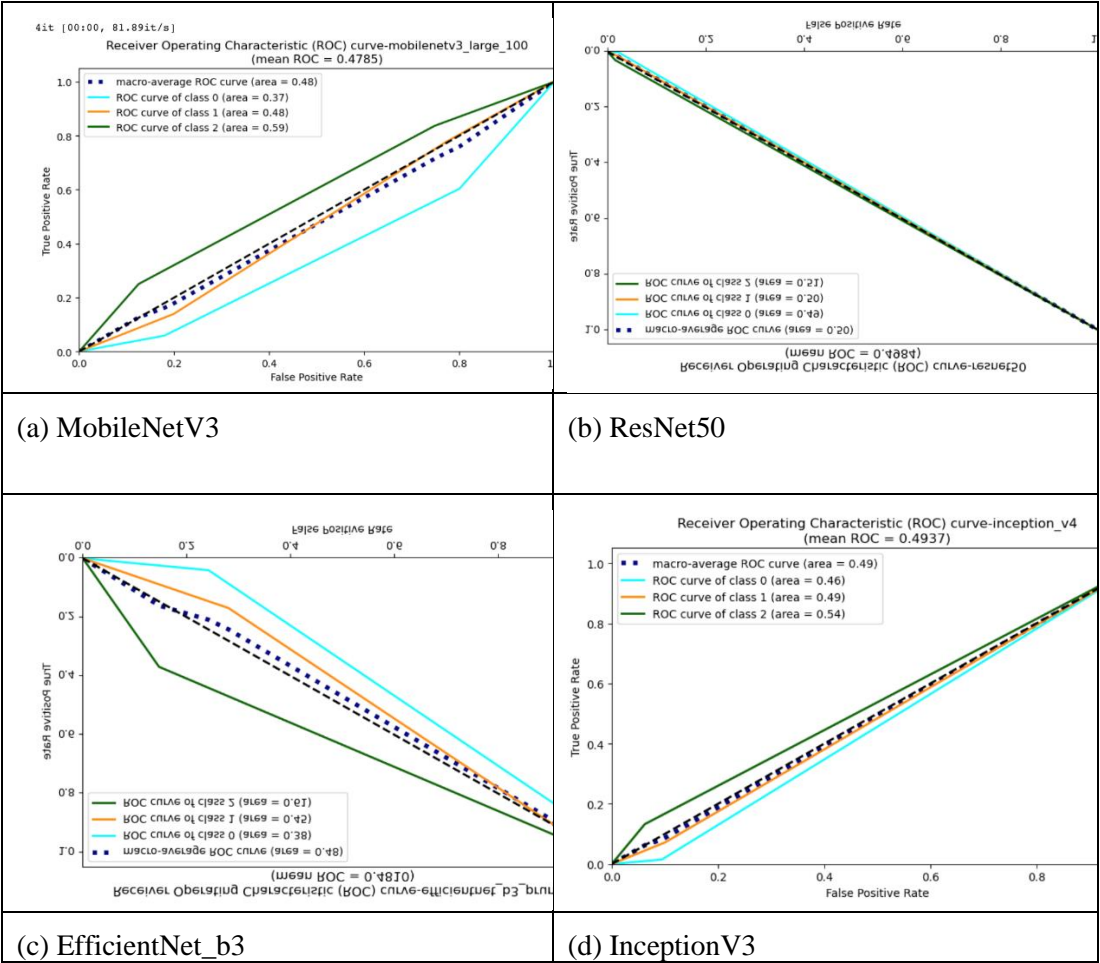 4it [00:00, 81.89it/s]
Receiver Operating Characteristic (ROC) curve-mobilenetv3_large_100
(mean ROC = 0.4785)
macro-average ROC curve (area = 0.48)
ROC curve of class 0 (area = 0.37)
ROC curve of class 1 (area = 0.48)
ROC curve of class 2 (area = 0.59)
True Positive Rate
1.0
0.8
0.6
0.4
0.2
0.0
0.0 0.2 0.4 0.6 0.8 1
False Positive Rate
(a) MobileNetV3
False Positive Rate
0.0 0.2 0.4 0.6 0.8 1
0.0
0.2
0.4
0.6
0.8
1.0
True Positive Rate
ROC curve of class 2 (area = 0.51)
ROC curve of class 1 (area = 0.50)
ROC curve of class 0 (area = 0.49)
macro-average ROC curve (area = 0.50)
(mean ROC = 0.4984)
Receiver Operating Characteristic (ROC) curve-resnet50
(b) ResNet50
False Positive Rate
0.0 0.2 0.4 0.6 0.8
0.0
0.2
0.4
0.6
0.8
1.0
True Positive Rate
ROC curve of class 2 (area = 0.61)
ROC curve of class 1 (area = 0.45)
ROC curve of class 0 (area = 0.38)
macro-average ROC curve (area = 0.48)
(mean ROC = 0.4810)
Receiver Operating Characteristic (ROC) curve-efficientnet_b3_prur
(c) EfficientNet_b3
Receiver Operating Characteristic (ROC) curve-inception_v4
(mean ROC = 0.4937)
macro-average ROC curve (area = 0.49)
ROC curve of class 0 (area = 0.46)
ROC curve of class 1 (area = 0.49)
ROC curve of class 2 (area = 0.54)
True Positive Rate
1.0
0.8
0.6
0.4
0.2
0.0
0.0 0.2 0.4 0.6 0.8
False Positive Rate
(d) InceptionV3